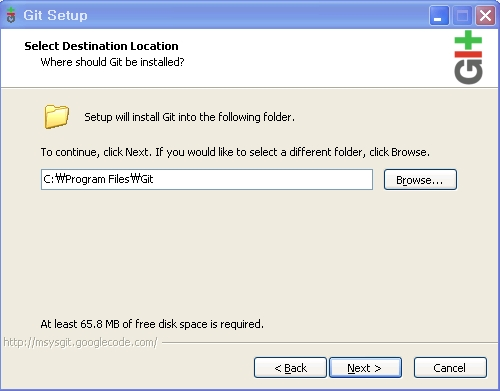 Git Setup
Select Destination Location
Where should Git be installed?
GIT
Setup will install Git into the following folder.
To continue, click Next. If you would like to select a different folder, click Browse.
C:₩Program Files₩Git
Browse...
At least 65.8 MB of free disk space is required.
http://msysgit.googlecode.com/
< Back
Next >
Cancel